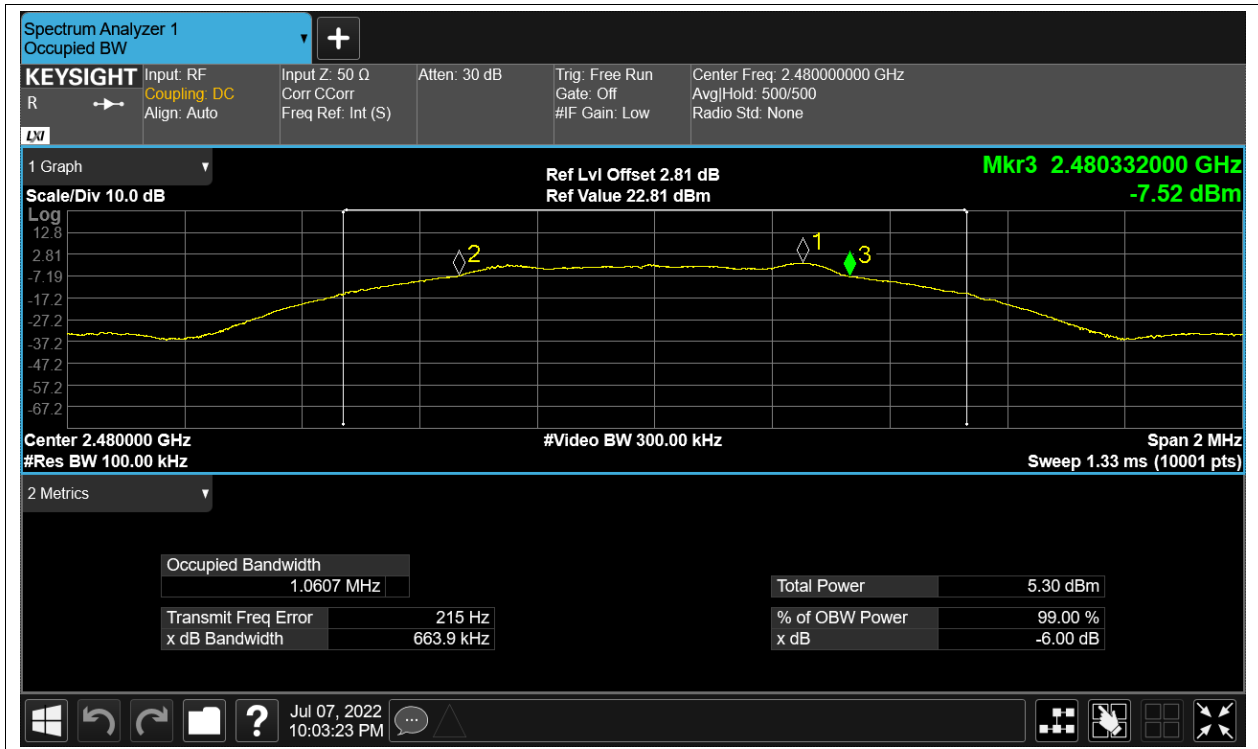 Spectrum Analyzer 1
Occupied BW
KEYSIGHT
R
LXI
Input: RF
Coupling: DC
Align: Auto
Input Z: 50 Ω
Corr CCorr
Freq Ref: Int (S)
Atten: 30 dB
Trig: Free Run
Gate: Off
#IF Gain: Low
Center Freq: 2.480000000 GHz
Avg|Hold: 500/500
Radio Std: None
1 Graph
Scale/Div 10.0 dB
Ref Lvl Offset 2.81 dB
Ref Value 22.81 dBm
Mkr3 2.480332000 GHz
-7.52 dBm
Log
12.8
2.81
-7.19
-17.2
-27.2
-37.2
-47.2
-57.2
-67.2
2
1
3
Center 2.480000 GHz
#Res BW 100.00 kHz
#Video BW 300.00 kHz
Span 2 MHz
Sweep 1.33 ms (10001 pts)
2 Metrics
Occupied Bandwidth
1.0607 MHz
Transmit Freq Error 215 Hz
x dB Bandwidth 663.9 kHz
Total Power 5.30 dBm
% of OBW Power 99.00 %
x dB -6.00 dB
?
Jul 07, 2022
10:03:23 PM